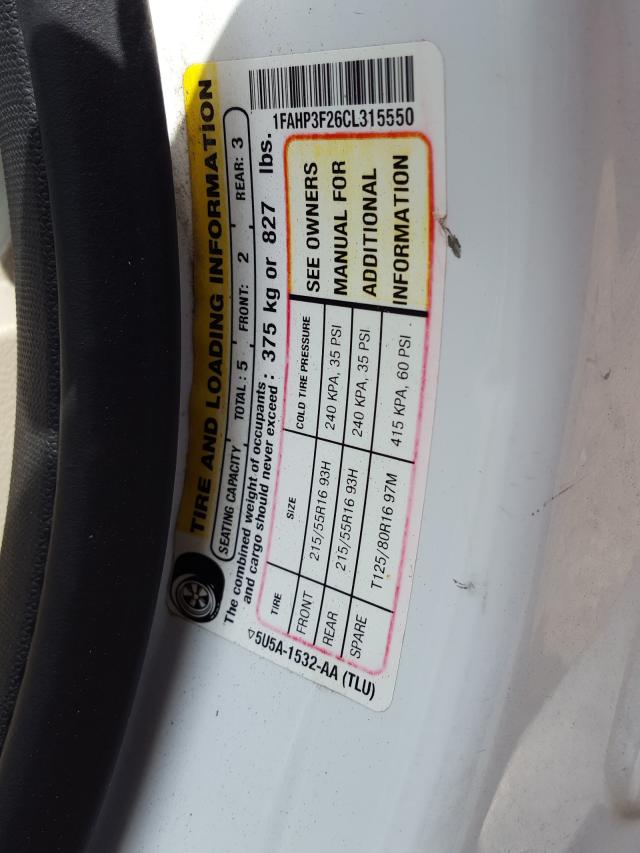 TIRE AND LOADING INFORMATION
SEATING CAPACITY TOTAL: 5 FRONT: 2 REAR: 3
The combined weight of occupants and cargo should never exceed: 375 kg or 827 lbs.
TIRE SIZE COLD TIRE PRESSURE
FRONT 215/55R16 93H 240 KPA, 35 PSI
REAR 215/55R16 93H 240 KPA, 35 PSI
SPARE T125/80R16 97M 415 KPA, 60 PSI
SEE OWNERS
MANUAL FOR
ADDITIONAL
INFORMATION
5U5A-1532-AA (TLU)
1FAHP3F26CL315550